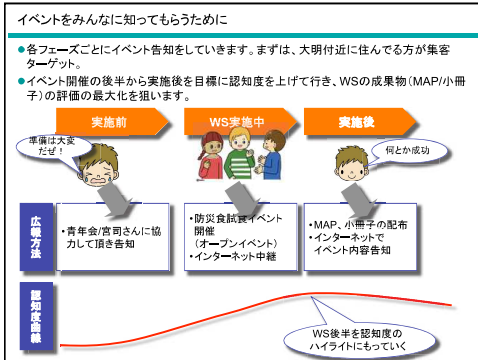 イベントをみんなに知ってもらうために
●各フェーズごとにイベント告知をしていきます。まずは、大明付近に住んでる方が集客
ターゲット。
●イベント開催の後半から実施後を目標に認知度を上げて行き、WSの成果物(MAP/小冊
子)の評価の最大化を狙います。
実施前
WS実施中
実施後
準備は大変
だぜ!
何とか成功
広報方法
・青年会/宮司さんに協
力して頂き告知
・防災食試食イベント
開催
(オープンイベント)
・インターネット中継
・MAP、小冊子の配布
・インターネットで
イベント内容告知
認知度曲線
WS後半を認知度の
ハイライトにもっていく